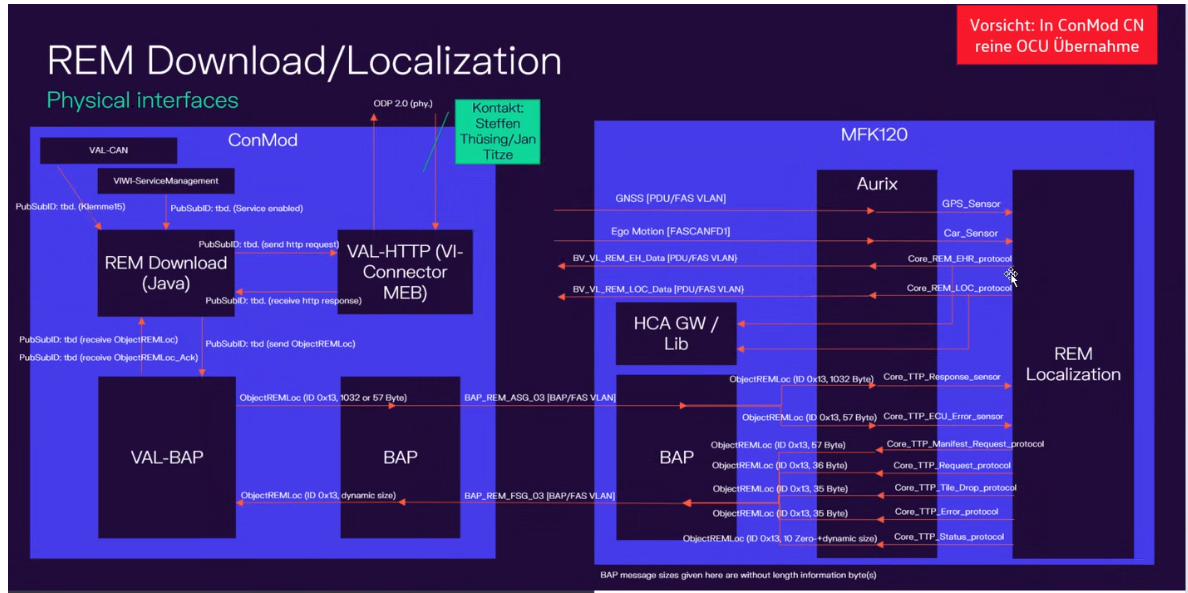 Vorsicht: In ConMod CN
reine OCU Übernahme
REM Download/Localization
Physical interfaces
ODP 2.0 (phy.)
Kontakt:
Steffen
Thüsing/Jan
Titze
ConMod
VAL-CAN
VIWI-ServiceManagement
PubSubID: tbd. (Klemme15)
PubSubID: tbd. (Service enabled)
REM Download
(Java)
PubSubID: tbd. (send http request)
PubSubID: tbd. (receive http response)
VAL-HTTP (VI-
Connector
MEB)
PubSubID: tbd (receive ObjectREMLoc)
PubSubID: tbd (receive ObjectREMLoc_Ack)
PubSubID: tbd (send ObjectREMLoc)
VAL-BAP
ObjectREMLoc (ID 0x13, 1032 or 57 Byte)
ObjectREMLoc (ID 0x13, dynamic size)
BAP
BAP_REM_ASG_03 [BAP/FAS VLAN]
BAP_REM_FSG_03 [BAP/FAS VLAN]
MFK120
Aurix
GNSS [PDU/FAS VLAN]
GPS_Sensor
Ego Motion [FASCANFD1]
Car_Sensor
BV_VL_REM_EH_Data [PDU/FAS VLAN}
Core_REM_EHR_protocol
BV_VL_REM_LOC_Data [PDU/FAS VLAN}
Core_REM_LOC_protocol
HCA GW /
Lib
REM
Localization
BAP
ObjectREMLoc (ID 0x13, 1032 Byte)
Core_TTP_Response_sensor
ObjectREMLoc (ID 0x13, 57 Byte)
Core_TTP_ECU_Error_sensor
ObjectREMLoc (ID 0x13, 57 Byte)
Core_TTP_Manifest_Request_protocol
ObjectREMLoc (ID 0x13, 36 Byte)
Core_TTP_Request_protocol
ObjectREMLoc (ID 0x13, 35 Byte)
Core_TTP_Tile_Drop_protocol
ObjectREMLoc (ID 0x13, 35 Byte)
Core_TTP_Error_protocol
ObjectREMLoc (ID 0x13, 10 Zero-+dynamic size)
Core_TTP_Status_protocol
BAP message sizes given here are without length information byte(s)